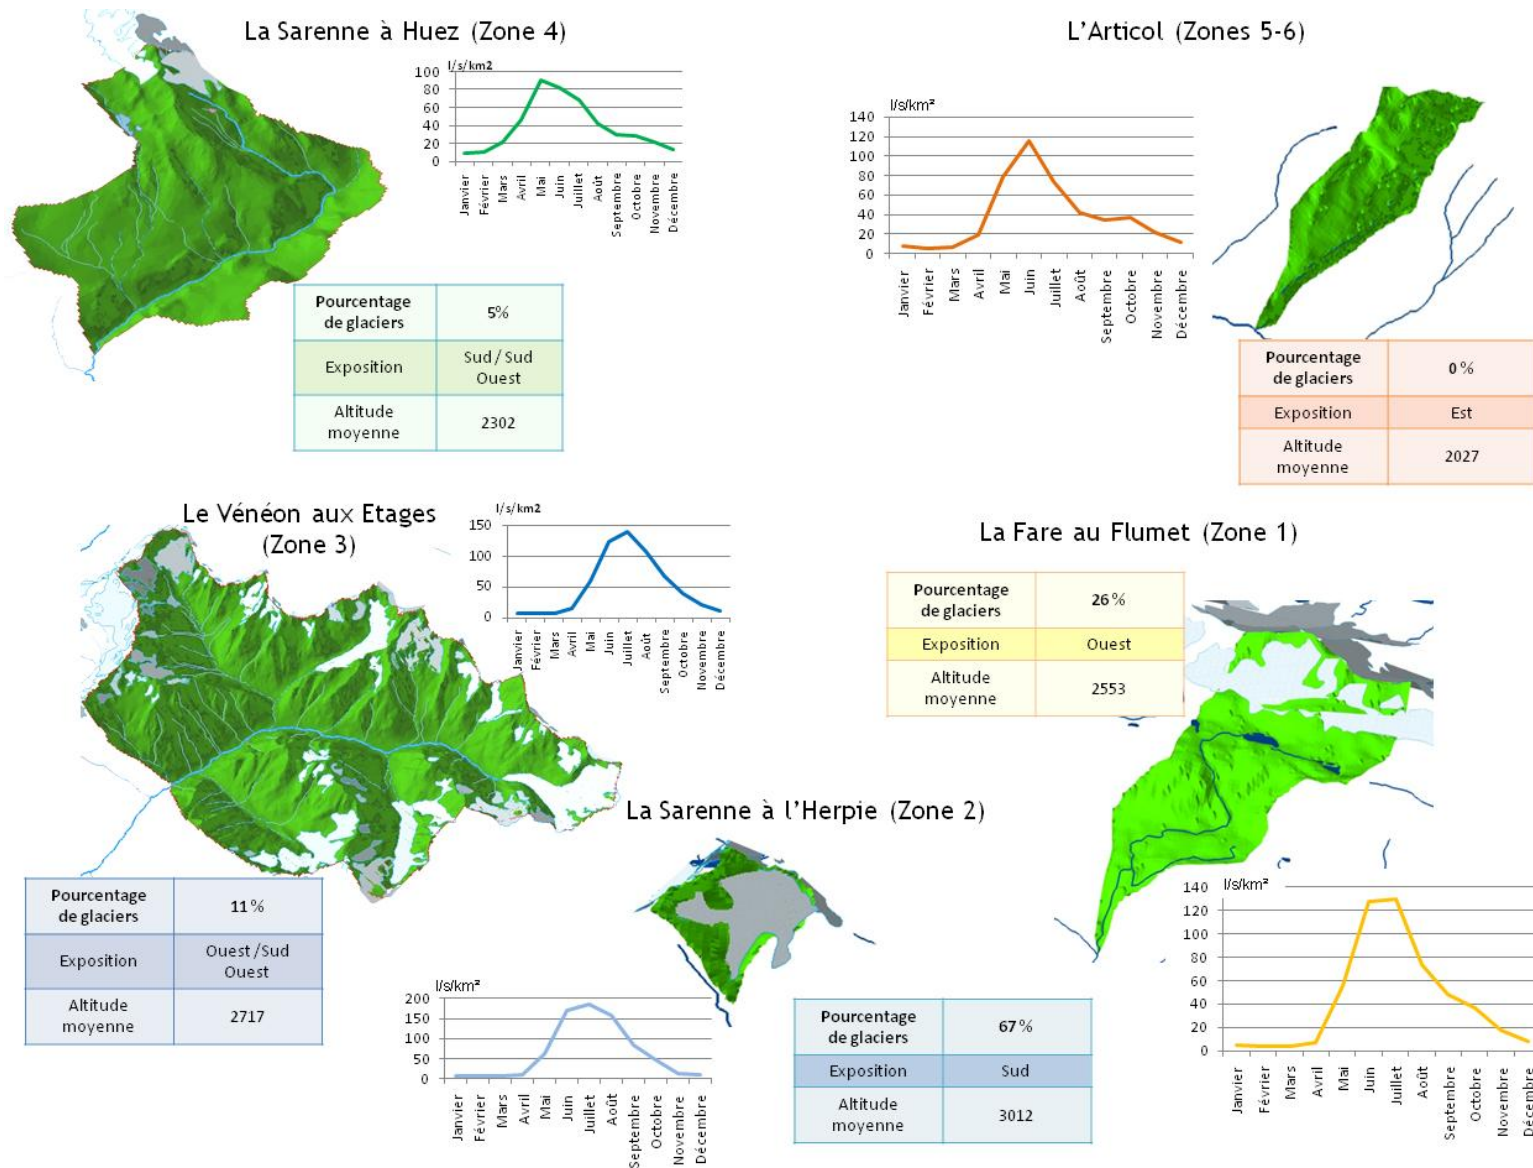 La Sarenne à Huez (Zone 4)
l/s/km2
100
80
60
40
20
0
Janvier
Février
Mars
Avril
Mai
Juin
Juillet
Août
Septembre
Octobre
Novembre
Décembre
Pourcentage
de glaciers
5%
Exposition
Sud / Sud
Ouest
Altitude
moyenne
2302
L'Articol (Zones 5-6)
l/s/km²
140
120
100
80
60
40
20
0
Janvier
Février
Mars
Avril
Mai
Juin
Juillet
Août
Septembre
Octobre
Novembre
Décembre
Pourcentage
de glaciers
0 %
Exposition
Est
Altitude
moyenne
2027
Le Vénéon aux Etages
(Zone 3)
l/s/km2
150
100
50
0
Janvier
Février
Mars
Avril
Mai
Juin
Juillet
Août
Septembre
Octobre
Novembre
Décembre
Pourcentage
de glaciers
11 %
Exposition
Ouest /Sud
Ouest
Altitude
moyenne
2717
La Fare au Flumet (Zone 1)
Pourcentage
de glaciers
26 %
Exposition
Ouest
Altitude
moyenne
2553
140
l/s/km²
120
100
80
60
40
20
0
Janvier
Février
Mars
Avril
Mai
Juin
Juillet
Août
Septembre
Octobre
Novembre
Décembre
La Sarenne à l'Herpie (Zone 2)
l/s/km²
200
150
100
50
0
Janvier
Février
Mars
Avril
Mai
Juin
Juillet
Août
Septembre
Octobre
Novembre
Décembre
Pourcentage
de glaciers
67 %
Exposition
Sud
Altitude
moyenne
3012